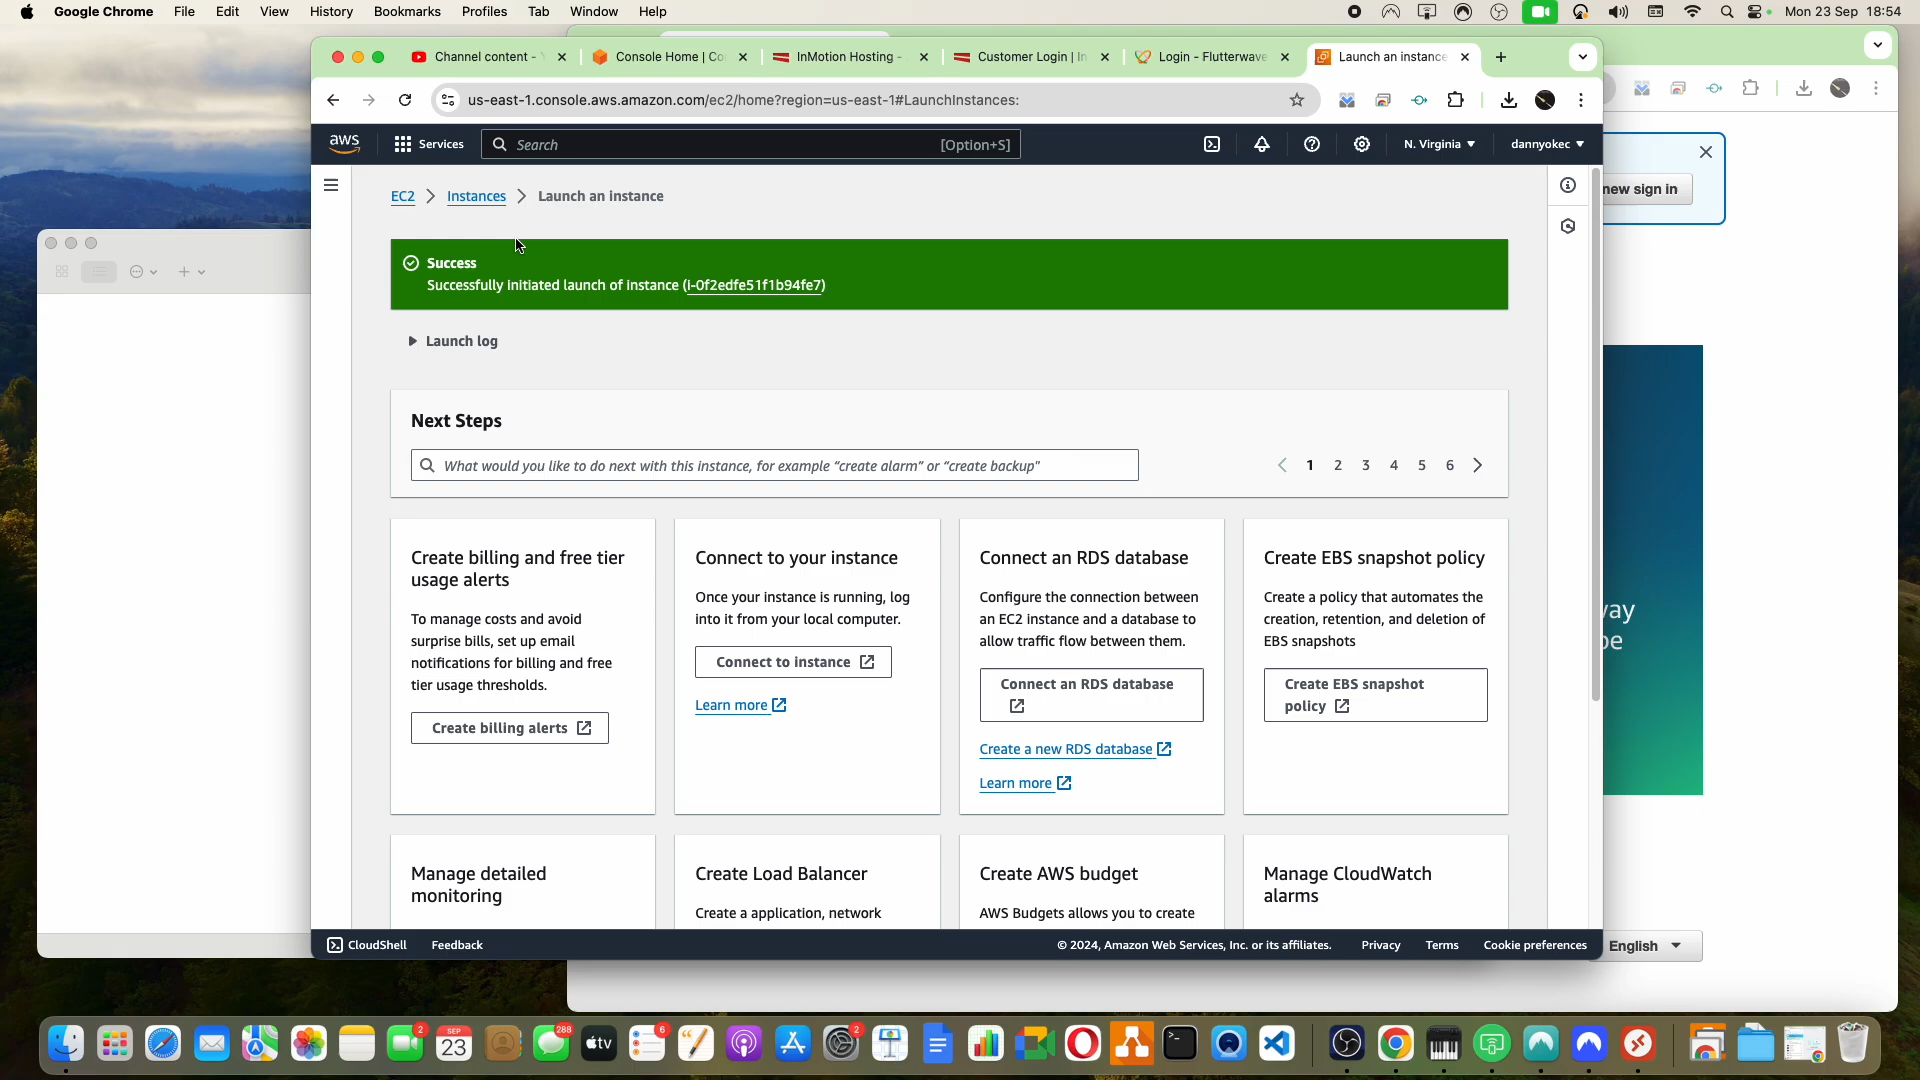 Google Chrome File Edit View History Bookmarks Profiles Tab Window Help
Mon 23 Sep 18:54
Channel content -
Console Home | Co
InMotion Hosting -
Customer Login | In
Login - Flutterwave
Launch an instance
us-east-1.console.aws.amazon.com/ec2/home?region=us-east-1#LaunchInstances:
aws
Services
Search
[Option+S]
N. Virginia
dannyokec
new sign in
EC2
Instances
Launch an instance
Success
Successfully initiated launch of instance (i-0f2edfe51f1b94fe7)
Launch log
Next Steps
What would you like to do next with this instance, for example "create alarm" or "create backup"
1 2 3 4 5 6
Create billing and free tier
usage alerts
To manage costs and avoid
surprise bills, set up email
notifications for billing and free
tier usage thresholds.
Create billing alerts
Connect to your instance
Once your instance is running, log
into it from your local computer.
Connect to instance
Learn more
Connect an RDS database
Configure the connection between
an EC2 instance and a database to
allow traffic flow between them.
Connect an RDS database
Create a new RDS database
Learn more
Create EBS snapshot policy
Create a policy that automates the
creation, retention, and deletion of
EBS snapshots
Create EBS snapshot
policy
Manage detailed
monitoring
Create Load Balancer
Create a application, network
Create AWS budget
AWS Budgets allows you to create
Manage CloudWatch
alarms
CloudShell
Feedback
© 2024, Amazon Web Services, Inc. or its affiliates.
Privacy
Terms
Cookie preferences
English
2
SEP
23
288
tv
6
2